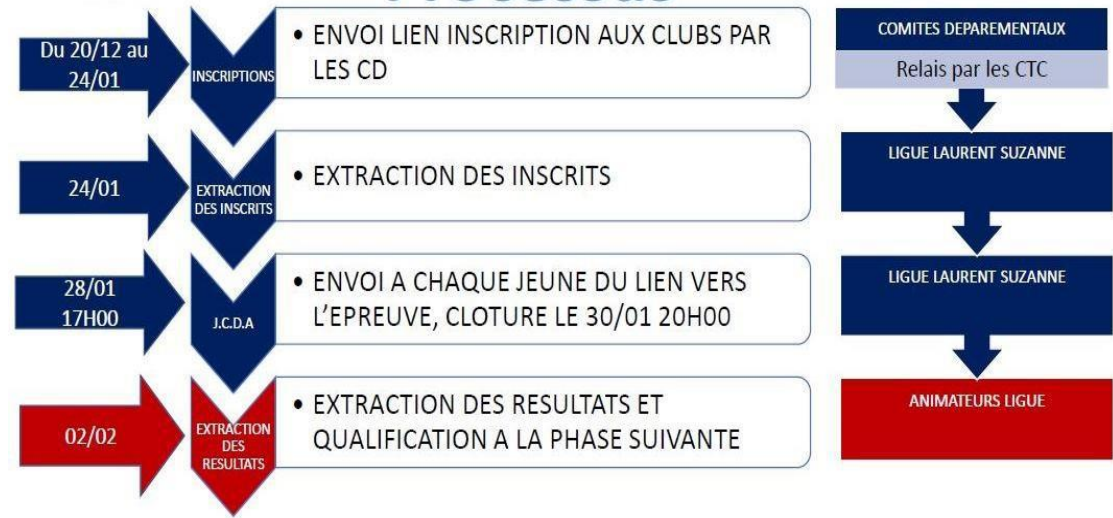 Du 20/12 au
24/01
INSCRIPTIONS
• ENVOI LIEN INSCRIPTION AUX CLUBS PAR
LES CD
COMITES DEPAREMENTAUX
Relais par les CTC
24/01
EXTRACTION
DES INSCRITS
• EXTRACTION DES INSCRITS
LIGUE LAURENT SUZANNE
28/01
17H00
J.C.D.A
• ENVOI A CHAQUE JEUNE DU LIEN VERS
L'EPREUVE, CLOTURE LE 30/01 20H00
LIGUE LAURENT SUZANNE
02/02
EXTRACTION
DES
RESULTATS
• EXTRACTION DES RESULTATS ET
QUALIFICATION A LA PHASE SUIVANTE
ANIMATEURS LIGUE